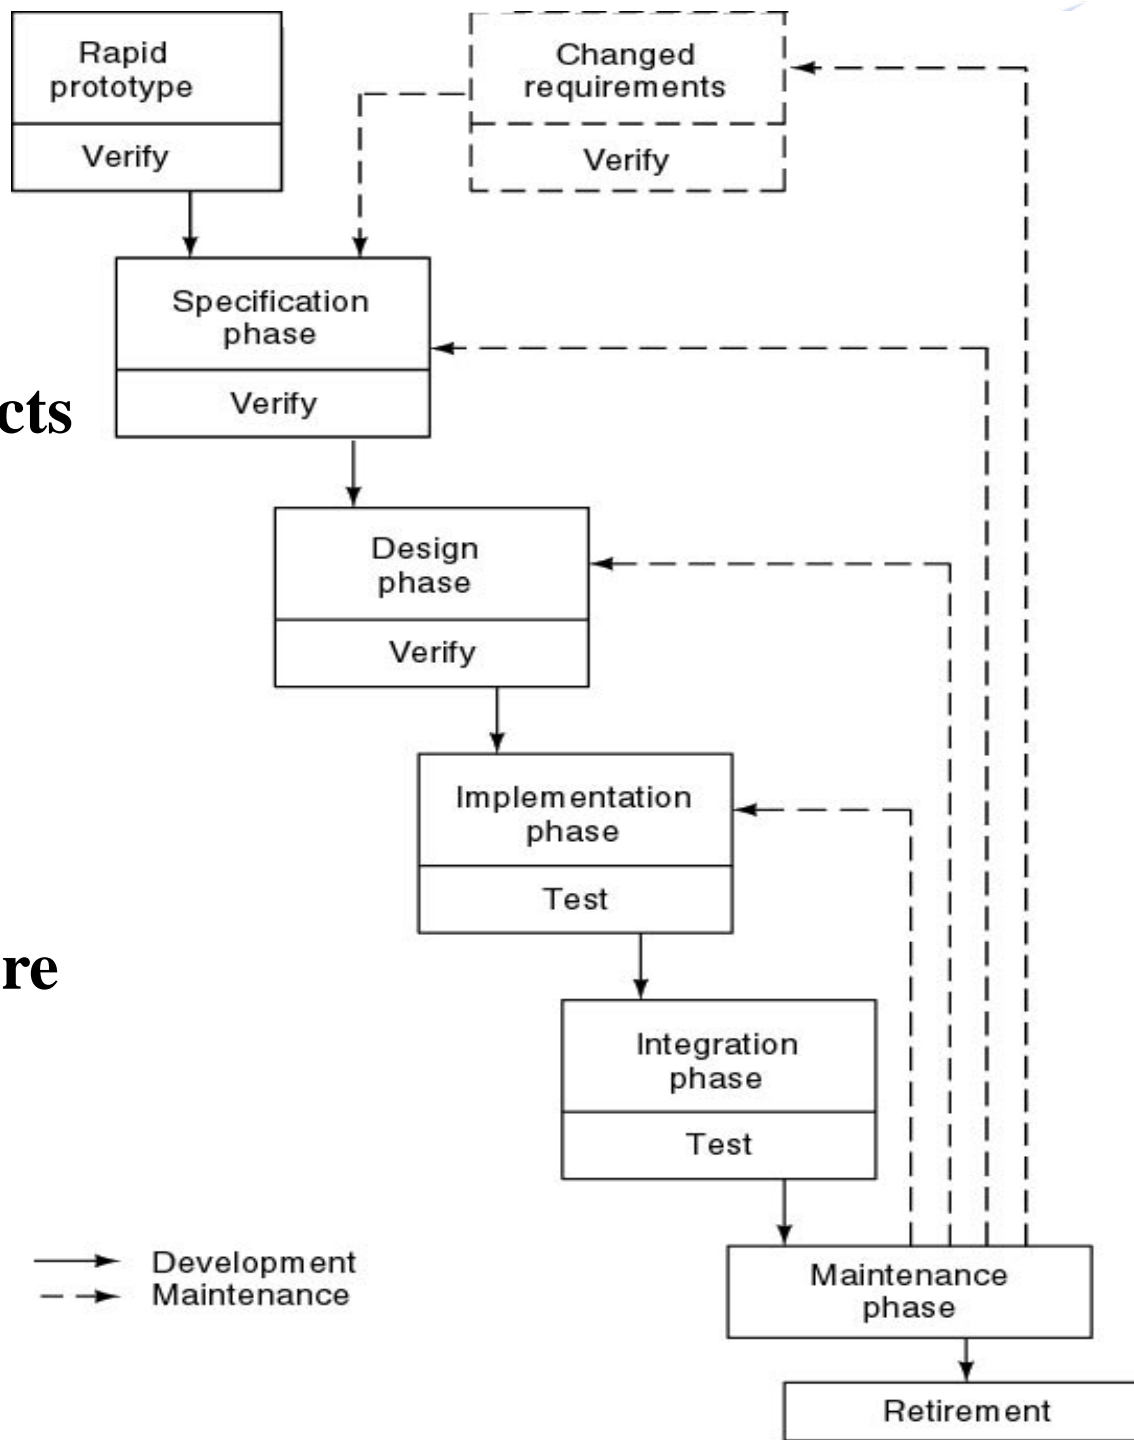 Rapid
prototype
Verify
Changed
requirements
Verify
Specification
phase
Verify
cts
Design
phase
Verify
Implementation
phase
Test
re
Integration
phase
Test
Development
Maintenance
Maintenance
phase
Retirement